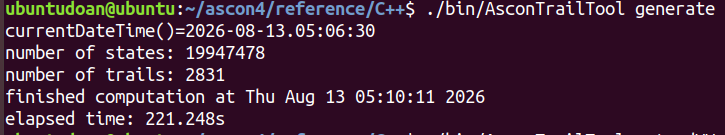 ubuntudoan@ubuntu:~/ascon4/reference/C++$ ./bin/AsconTrailTool generate
currentDateTime()=2026-08-13.05:06:30
number of states: 19947478
number of trails: 2831
finished computation at Thu Aug 13 05:10:11 2026
elapsed time: 221.248s